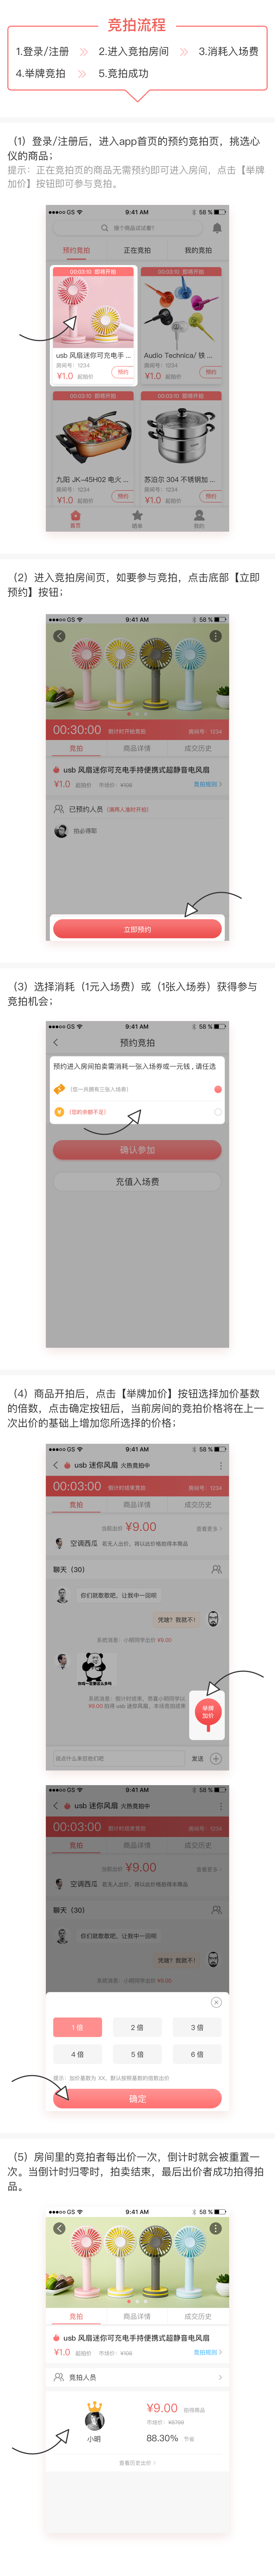 竞拍流程
1.登录/注册
2.进入竞拍房间
3.消耗入场费
4.举牌竞拍
5.竞拍成功
（1）登录/注册后，进入app首页的预约竞拍页，挑选心
仪的商品；
提示：正在竞拍页的商品无需预约即可进入房间，点击【举牌
加价】按钮即可参与竞拍。
GS 9:41 AM 58 %
搜个商品试试看?
预约竞拍 正在竞拍 我的竞拍
00:03:10 即将开拍
00:03:10 即将开拍
usb 风扇迷你可充电手 ...
房间号：1234
¥1.0 起拍价 预约
Audio Technica/ 铁 ...
房间号：1234
¥1.0 起拍价 预约
00:03:10 即将开拍
00:03:10 即将开拍
九阳 JK-45H02 电火 ...
房间号：1234
¥1.0 起拍价 预约
苏泊尔 304 不锈钢加 ...
房间号：1234
¥1.0 起拍价 预约
首页 晒单 我的
（2）进入竞拍房间页，如要参与竞拍，点击底部【立即
预约】按钮；
GS 9:41 AM 58 %
00:30:00 倒计时开始竞拍 房间号：1234
竞拍 商品详情 成交历史
usb 风扇迷你可充电手持便携式超静音电风扇
¥1.0 起拍价 市场价：¥108 竞拍规则
已预约人员（满两人准时开拍）
拍必得耶
立即预约
（3）选择消耗（1元入场费）或（1张入场券）获得参与
竞拍机会；
GS 9:41 AM 58 %
预约竞拍
预约进入房间拍卖需消耗一张入场券或一元钱 , 请任选
（您一共拥有三张入场券）
（您的余额不足）
确认参加
充值入场费
（4）商品开拍后，点击【举牌加价】按钮选择加价基数
的倍数，点击确定按钮后，当前房间的竞拍价格将在上一
次出价的基础上增加您所选择的价格；
GS 9:41 AM 58 %
usb 迷你风扇 火热竞拍中
00:03:00 倒计时结束竞拍 房间号：1234
竞拍 商品详情 成交历史
当前出价 ¥9.00 查看更多
空调西瓜 若无人出价，将以此价格拍得本商品
聊天（30）
你们就歇歇吧，让我中一回呗
凭啥？我就不!
系统消息：小明同学出价 ¥9.00
你给一定要这么多吗
系统消息：倒计时结束，恭喜小明同学以
¥9.00 拍得 usb 迷你风扇，本场竞拍结束
举牌
加价
说点什么来怼他们吧 发送
GS 9:41 AM 58 %
usb 迷你风扇 火热竞拍中
00:03:00 倒计时结束竞拍 房间号：1234
竞拍 商品详情 成交历史
当前出价 ¥9.00 查看更多
空调西瓜 若无人出价，将以此价格拍得本商品
聊天（30）
你们就歇歇吧，让我中一回呗
凭啥？我就不!
系统消息：小明同学出价 ¥9.00
1 倍 2 倍 3 倍
4 倍 5 倍 6 倍
提示：加价基数为 XX，默认按照基数的倍数出价
确定
（5）房间里的竞拍者每出价一次，倒计时就会被重置一
次。当倒计时归零时，拍卖结束，最后出价者成功拍得拍
品。
GS 9:41 AM 58 %
竞拍 商品详情 成交历史
usb 风扇迷你可充电手持便携式超静音电风扇
¥1.0 起拍价 市场价：¥108 竞拍规则
竞拍人员
¥9.00 拍得商品
市场价：¥8790
小明 88.30% 节省
查看历史出价